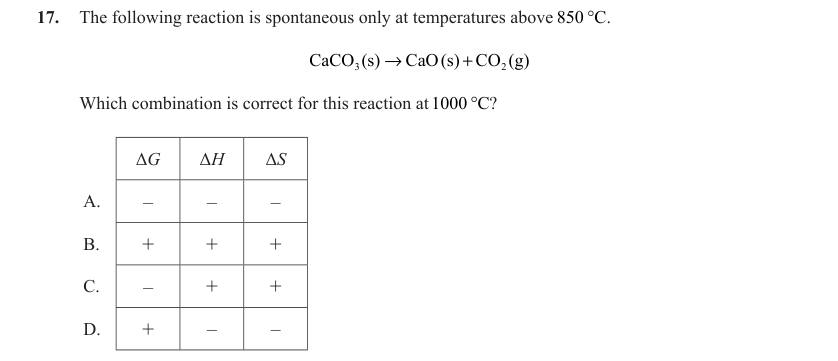 17. The following reaction is spontaneous only at temperatures above 850 °C.
CaCO₃(s) → CaO(s) + CO₂(g)
Which combination is correct for this reaction at 1000 °C?
ΔG ΔH ΔS
A. – – –
B. + + +
C. – + +
D. + – –